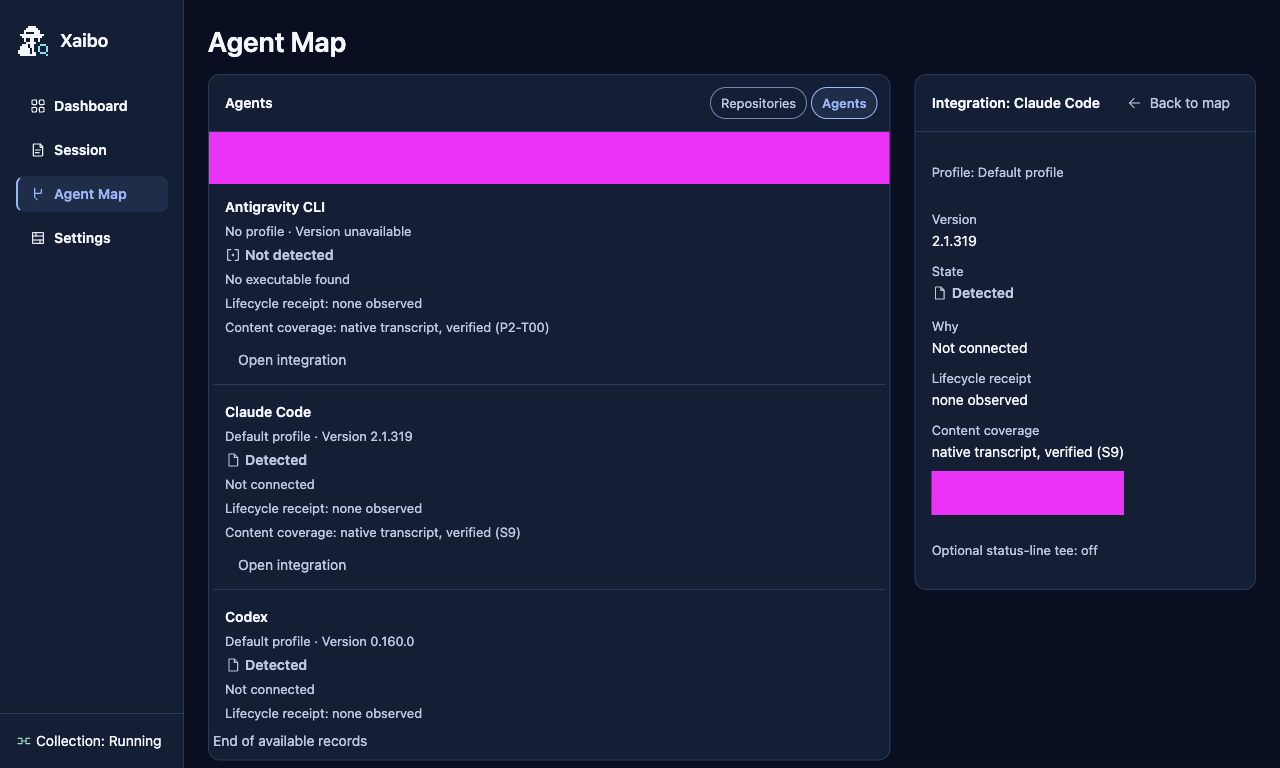 Xaibo
Dashboard
Session
Agent Map
Settings
Collection: Running
Agent Map
Agents
Repositories
Agents
Antigravity CLI
No profile · Version unavailable
Not detected
No executable found
Lifecycle receipt: none observed
Content coverage: native transcript, verified (P2-T00)
Open integration
Claude Code
Default profile · Version 2.1.319
Detected
Not connected
Lifecycle receipt: none observed
Content coverage: native transcript, verified (S9)
Open integration
Codex
Default profile · Version 0.160.0
Detected
Not connected
Lifecycle receipt: none observed
End of available records
Integration: Claude Code
← Back to map
Profile: Default profile
Version
2.1.319
State
Detected
Why
Not connected
Lifecycle receipt
none observed
Content coverage
native transcript, verified (S9)
Optional status-line tee: off